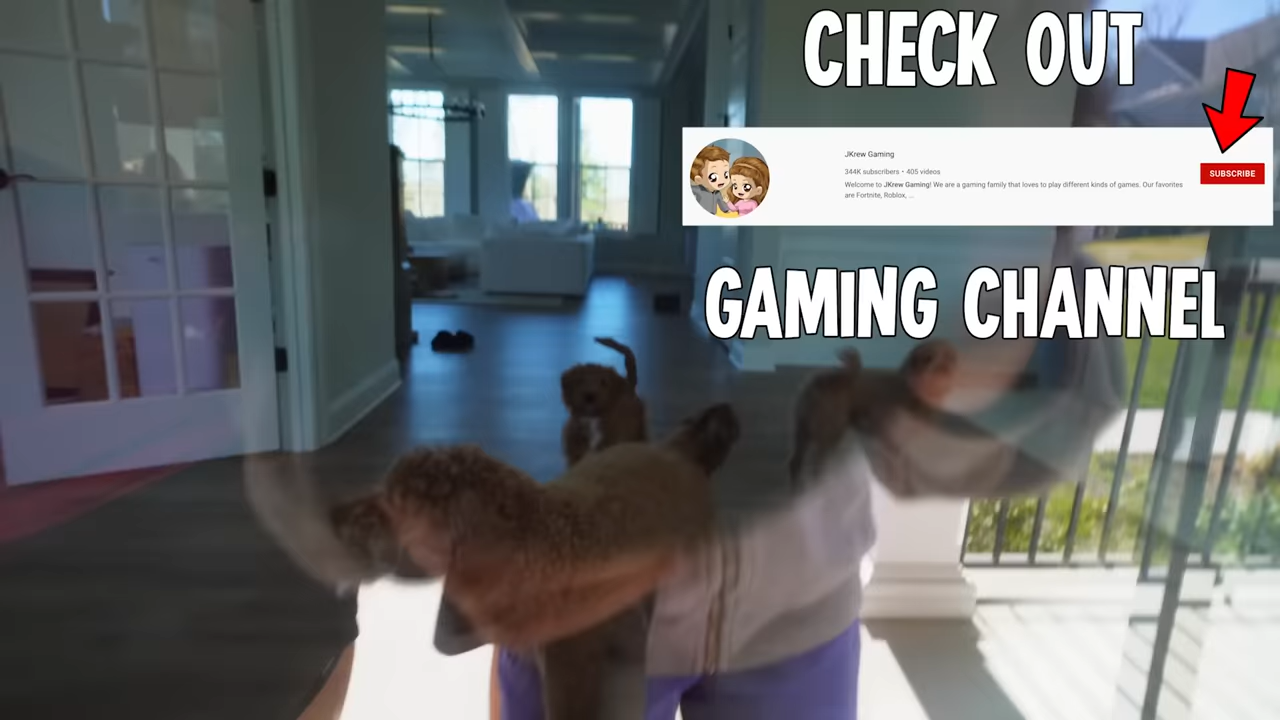 CHECK OUT
JKrew Gaming
344K subscribers • 405 videos
Welcome to JKrew Gaming! We are a gaming family that loves to play different kinds of games. Our favorites
are Fortnite, Roblox, ...
SUBSCRIBE
GAMING CHANNEL